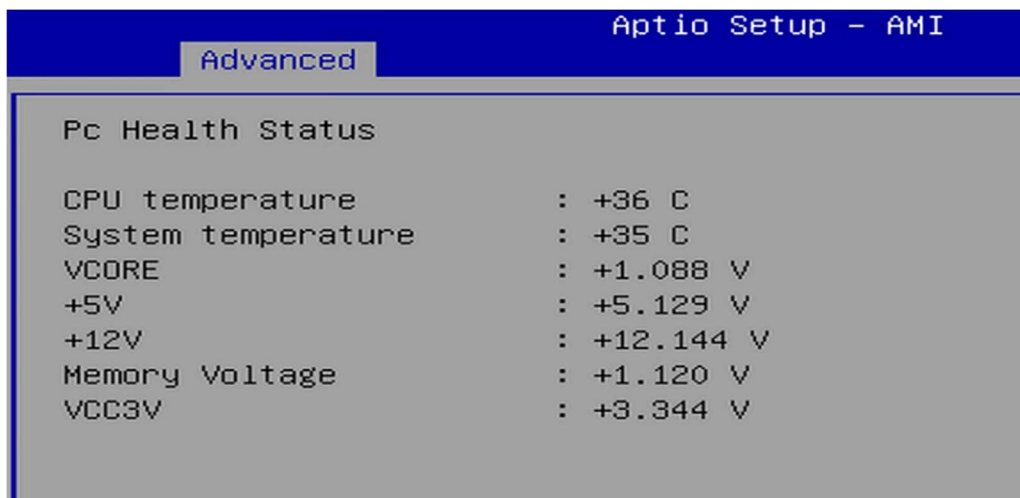 Aptio Setup – AMI
Advanced
Pc Health Status
CPU temperature : +36 C
System temperature : +35 C
VCORE : +1.088 V
+5V : +5.129 V
+12V : +12.144 V
Memory Voltage : +1.120 V
VCC3V : +3.344 V